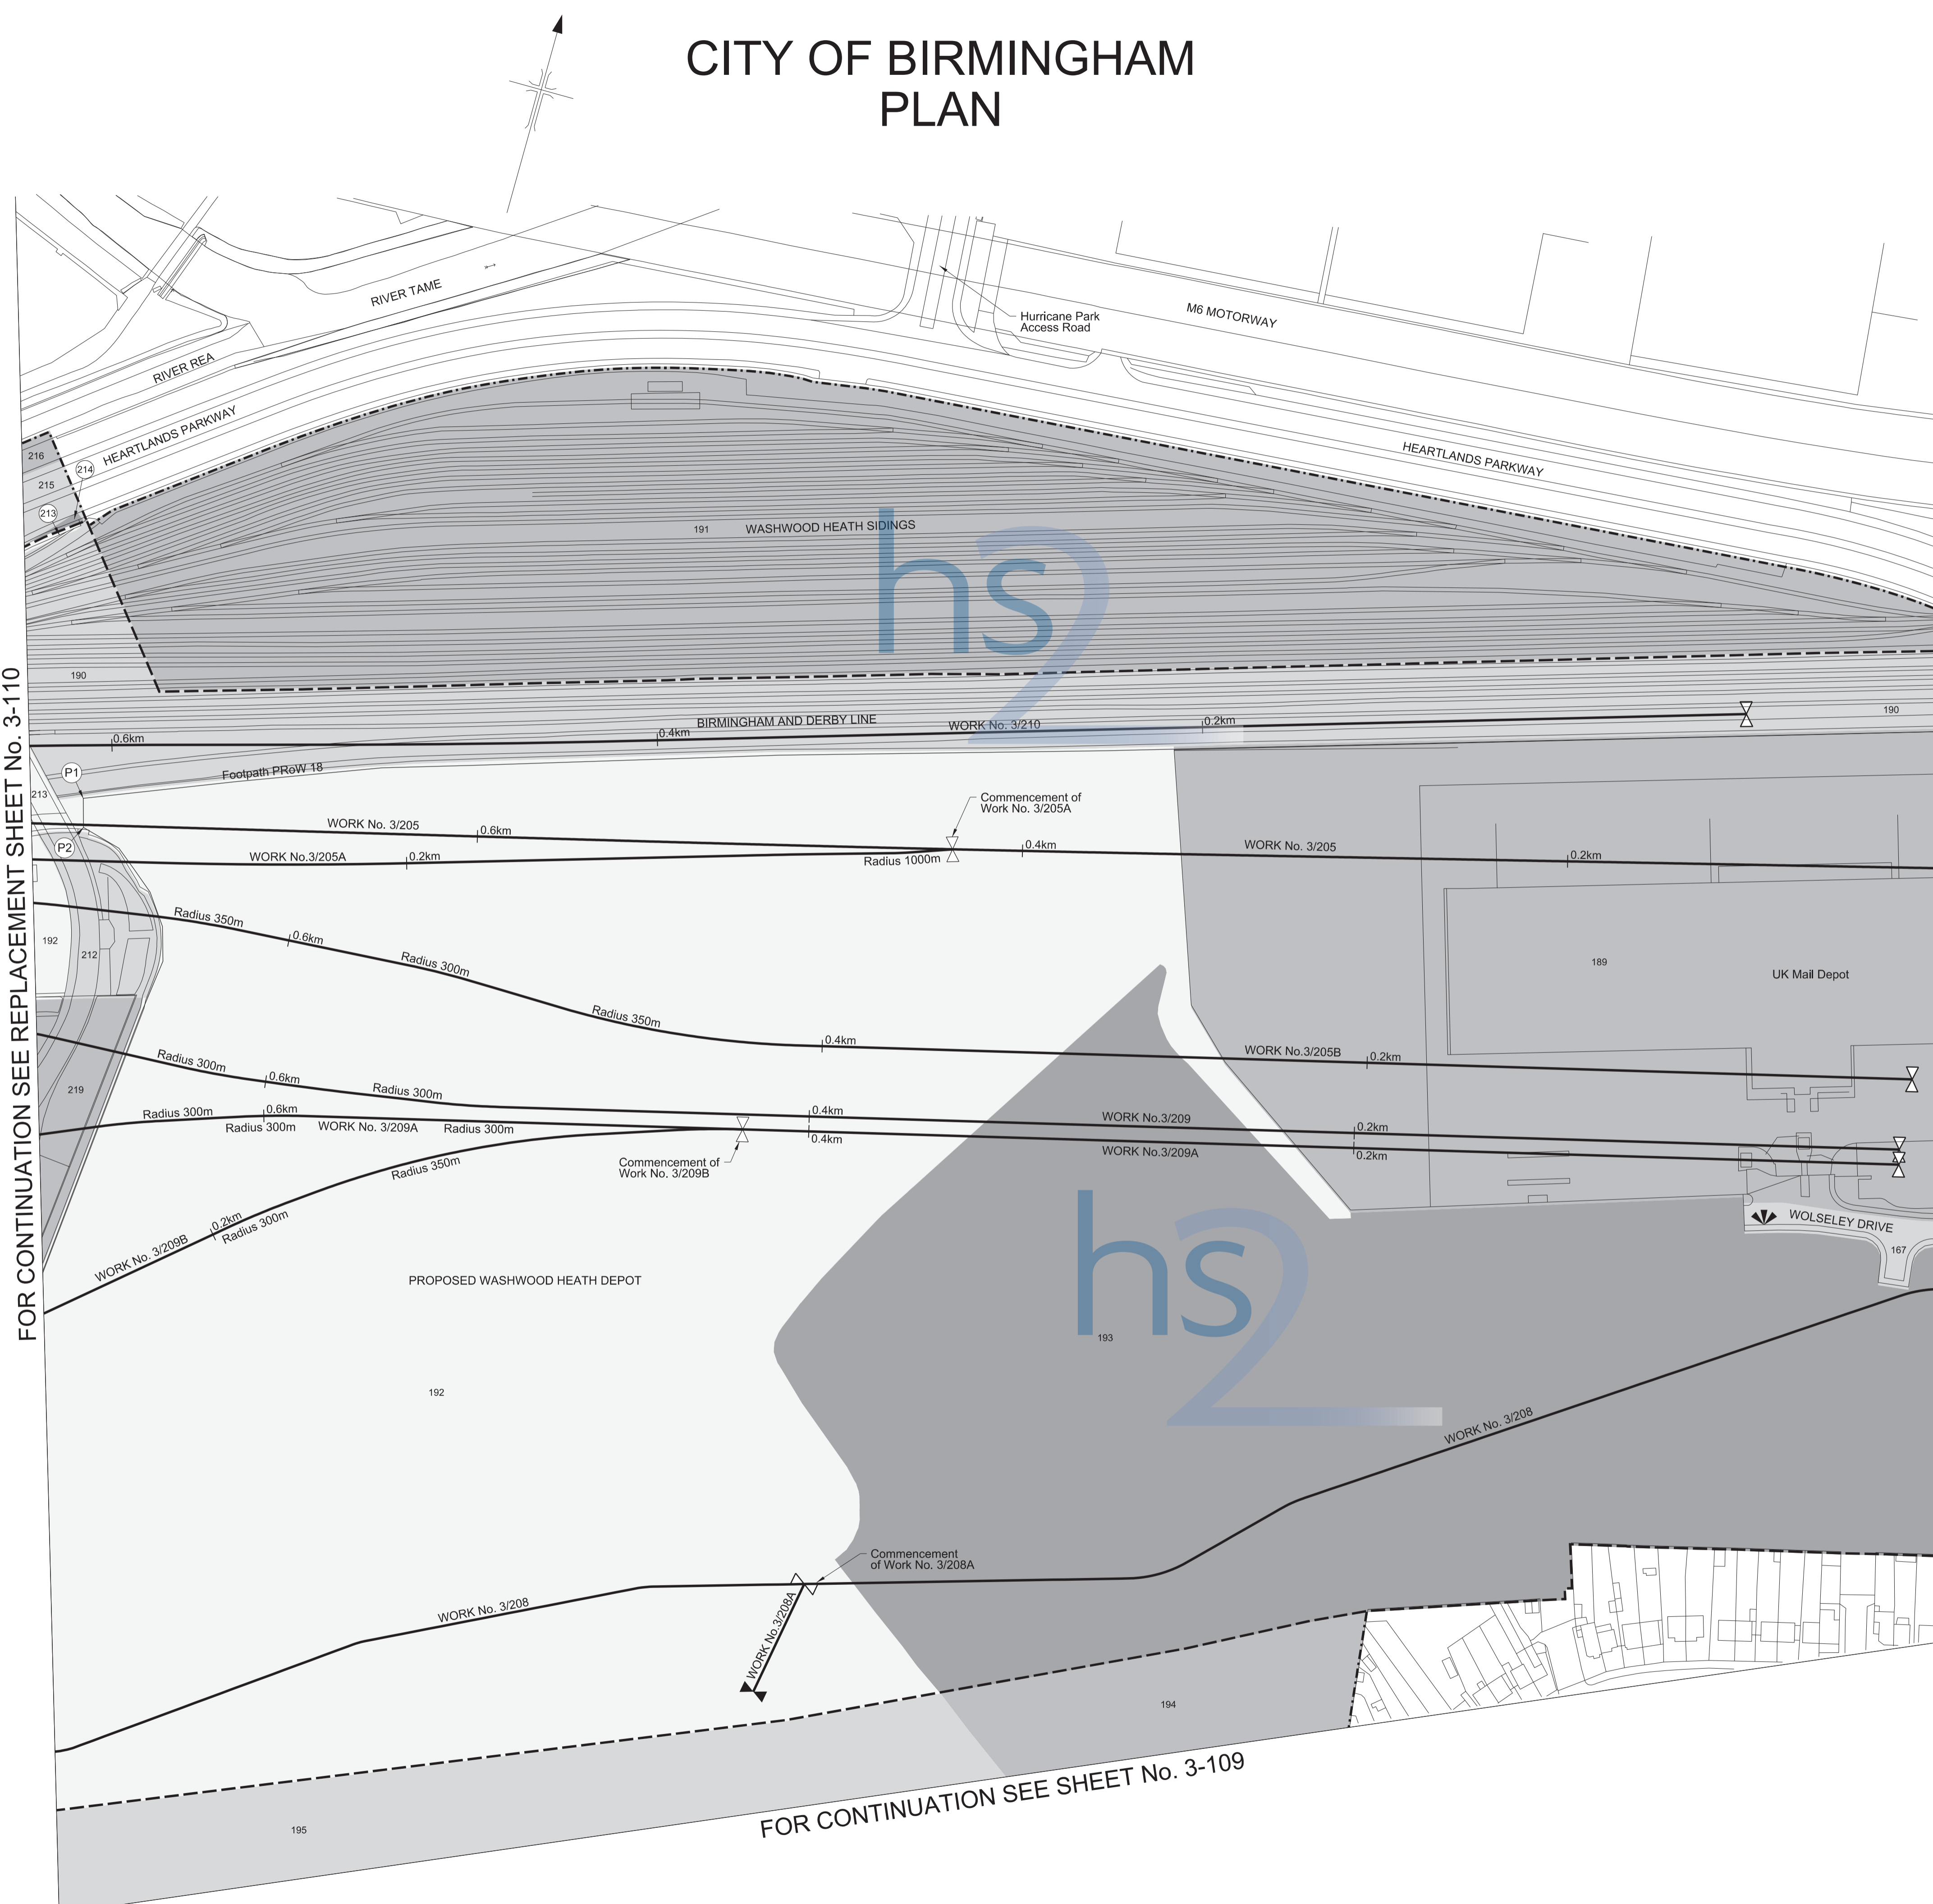 CITY OF BIRMINGHAM
PLAN
RIVER TAME
Hurricane Park
Access Road
M6 MOTORWAY
RIVER REA
HEARTLANDS PARKWAY
HEARTLANDS PARKWAY
216
214
215
213
191
WASHWOOD HEATH SIDINGS
hs2
190
190
BIRMINGHAM AND DERBY LINE
WORK No. 3/210
0.6km
0.4km
0.2km
FOR CONTINUATION SEE REPLACEMENT SHEET No. 3-110
P1
Footpath PRoW 18
213
Commencement of
Work No. 3/205A
WORK No. 3/205
0.6km
0.4km
WORK No. 3/205
0.2km
P2
WORK No.3/205A
0.2km
Radius 1000m
Radius 350m
0.6km
Radius 300m
192
212
189
UK Mail Depot
Radius 350m
0.4km
WORK No.3/205B
0.2km
Radius 300m
0.6km
Radius 300m
219
Radius 300m
0.6km
0.4km
WORK No.3/209
0.2km
Radius 300m
WORK No. 3/209A
Radius 300m
0.4km
WORK No.3/209A
0.2km
Commencement of
Work No. 3/209B
Radius 350m
0.2km
Radius 300m
WORK No. 3/209B
WOLSELEY DRIVE
167
PROPOSED WASHWOOD HEATH DEPOT
hs2
193
192
WORK No. 3/208
Commencement
of Work No. 3/208A
WORK No. 3/208
WORK No.3/208A
194
FOR CONTINUATION SEE SHEET No. 3-109
195